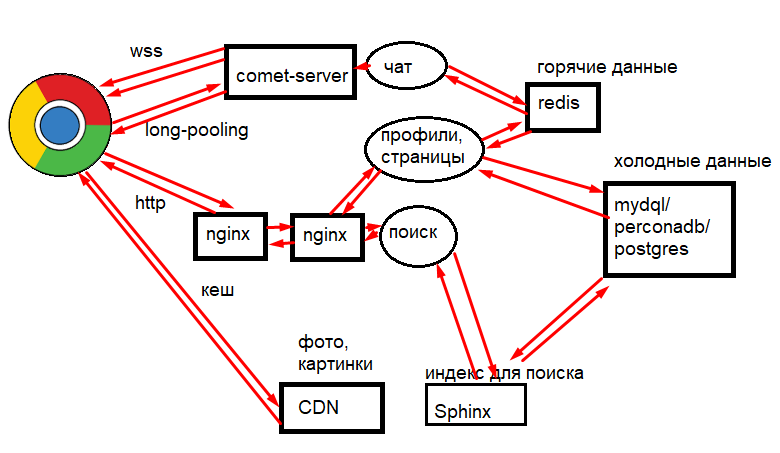 wss
comet-server
чат
горячие данные
redis
long-pooling
профили,
страницы
холодные данные
http
mydql/
perconadb/
postgres
nginx
nginx
поиск
кеш
фото,
картинки
индекс для поиска
CDN
Sphinx